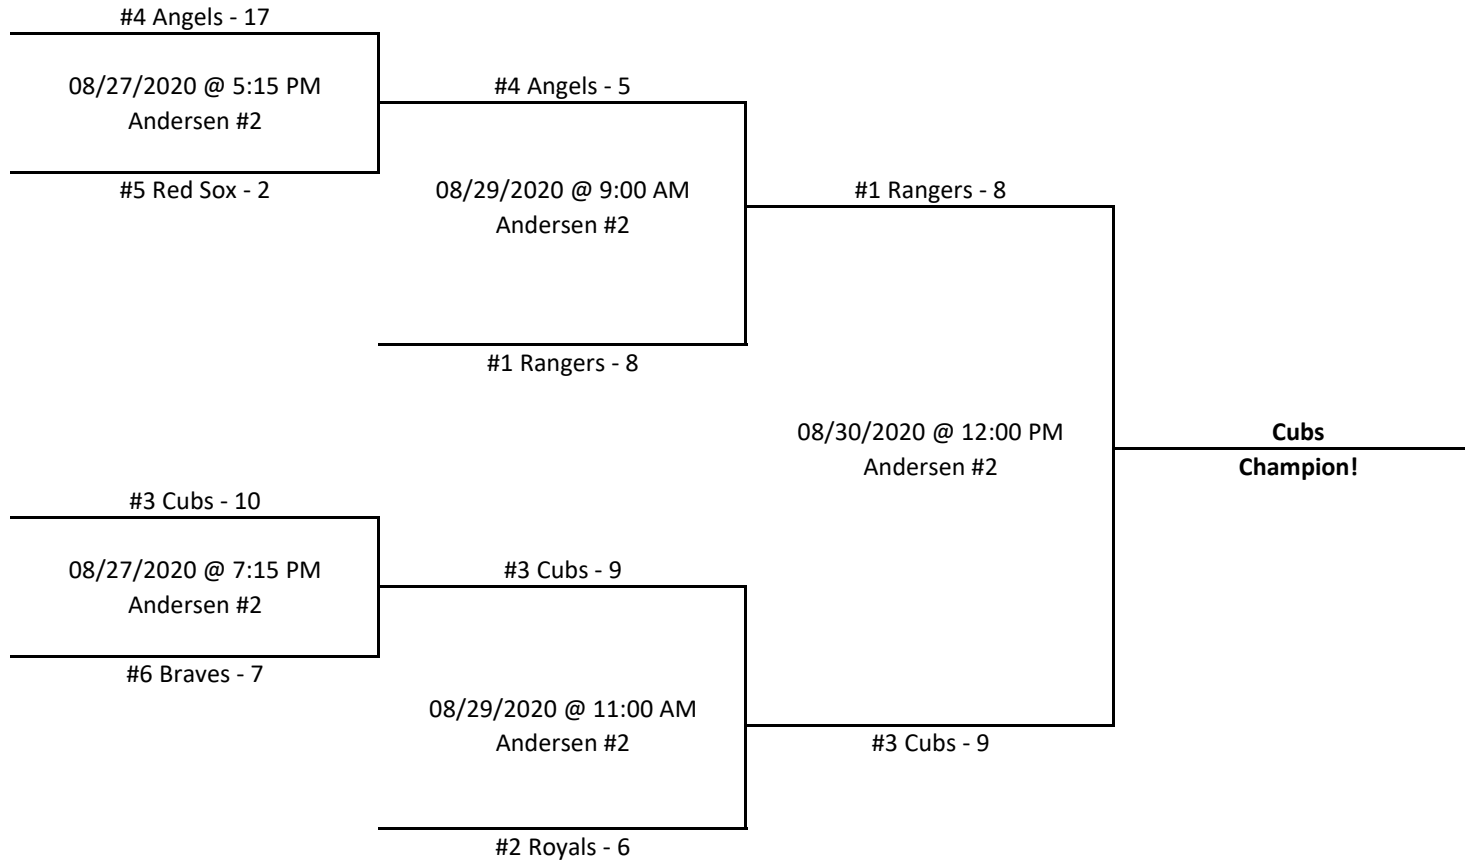 #4 Angels - 17
08/27/2020 @ 5:15 PM
Andersen #2
#5 Red Sox - 2
#4 Angels - 5
08/29/2020 @ 9:00 AM
Andersen #2
#1 Rangers - 8
#1 Rangers - 8
08/30/2020 @ 12:00 PM
Andersen #2
Cubs
Champion!
#3 Cubs - 10
08/27/2020 @ 7:15 PM
Andersen #2
#6 Braves - 7
#3 Cubs - 9
08/29/2020 @ 11:00 AM
Andersen #2
#2 Royals - 6
#3 Cubs - 9